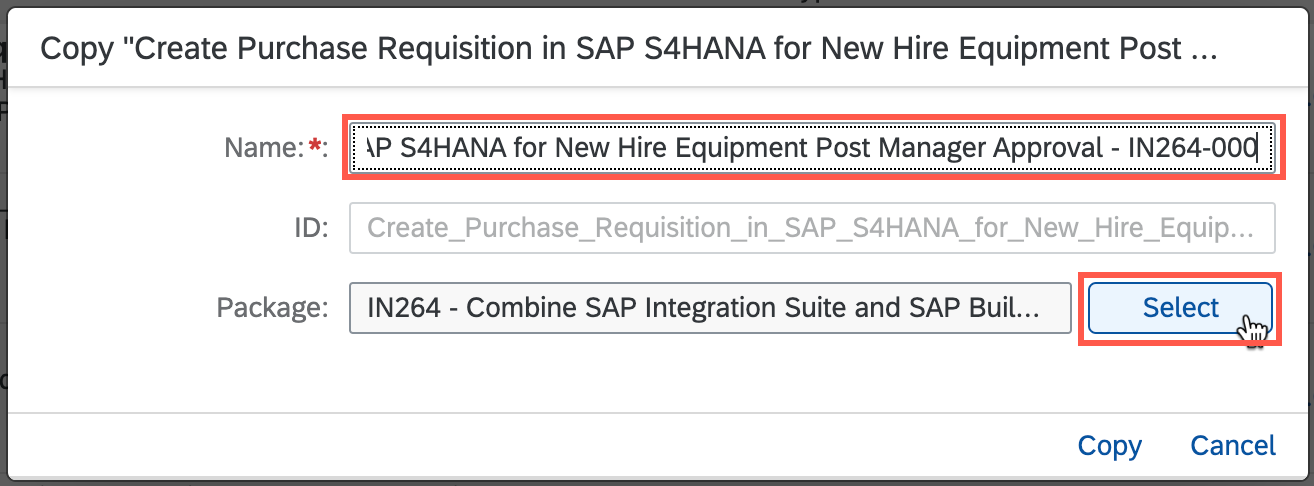 Copy "Create Purchase Requisition in SAP S4HANA for New Hire Equipment Post ...
Name:*: AP S4HANA for New Hire Equipment Post Manager Approval - IN264-000
ID: Create_Purchase_Requisition_in_SAP_S4HANA_for_New_Hire_Equip...
Package: IN264 - Combine SAP Integration Suite and SAP Buil... Select
Copy Cancel